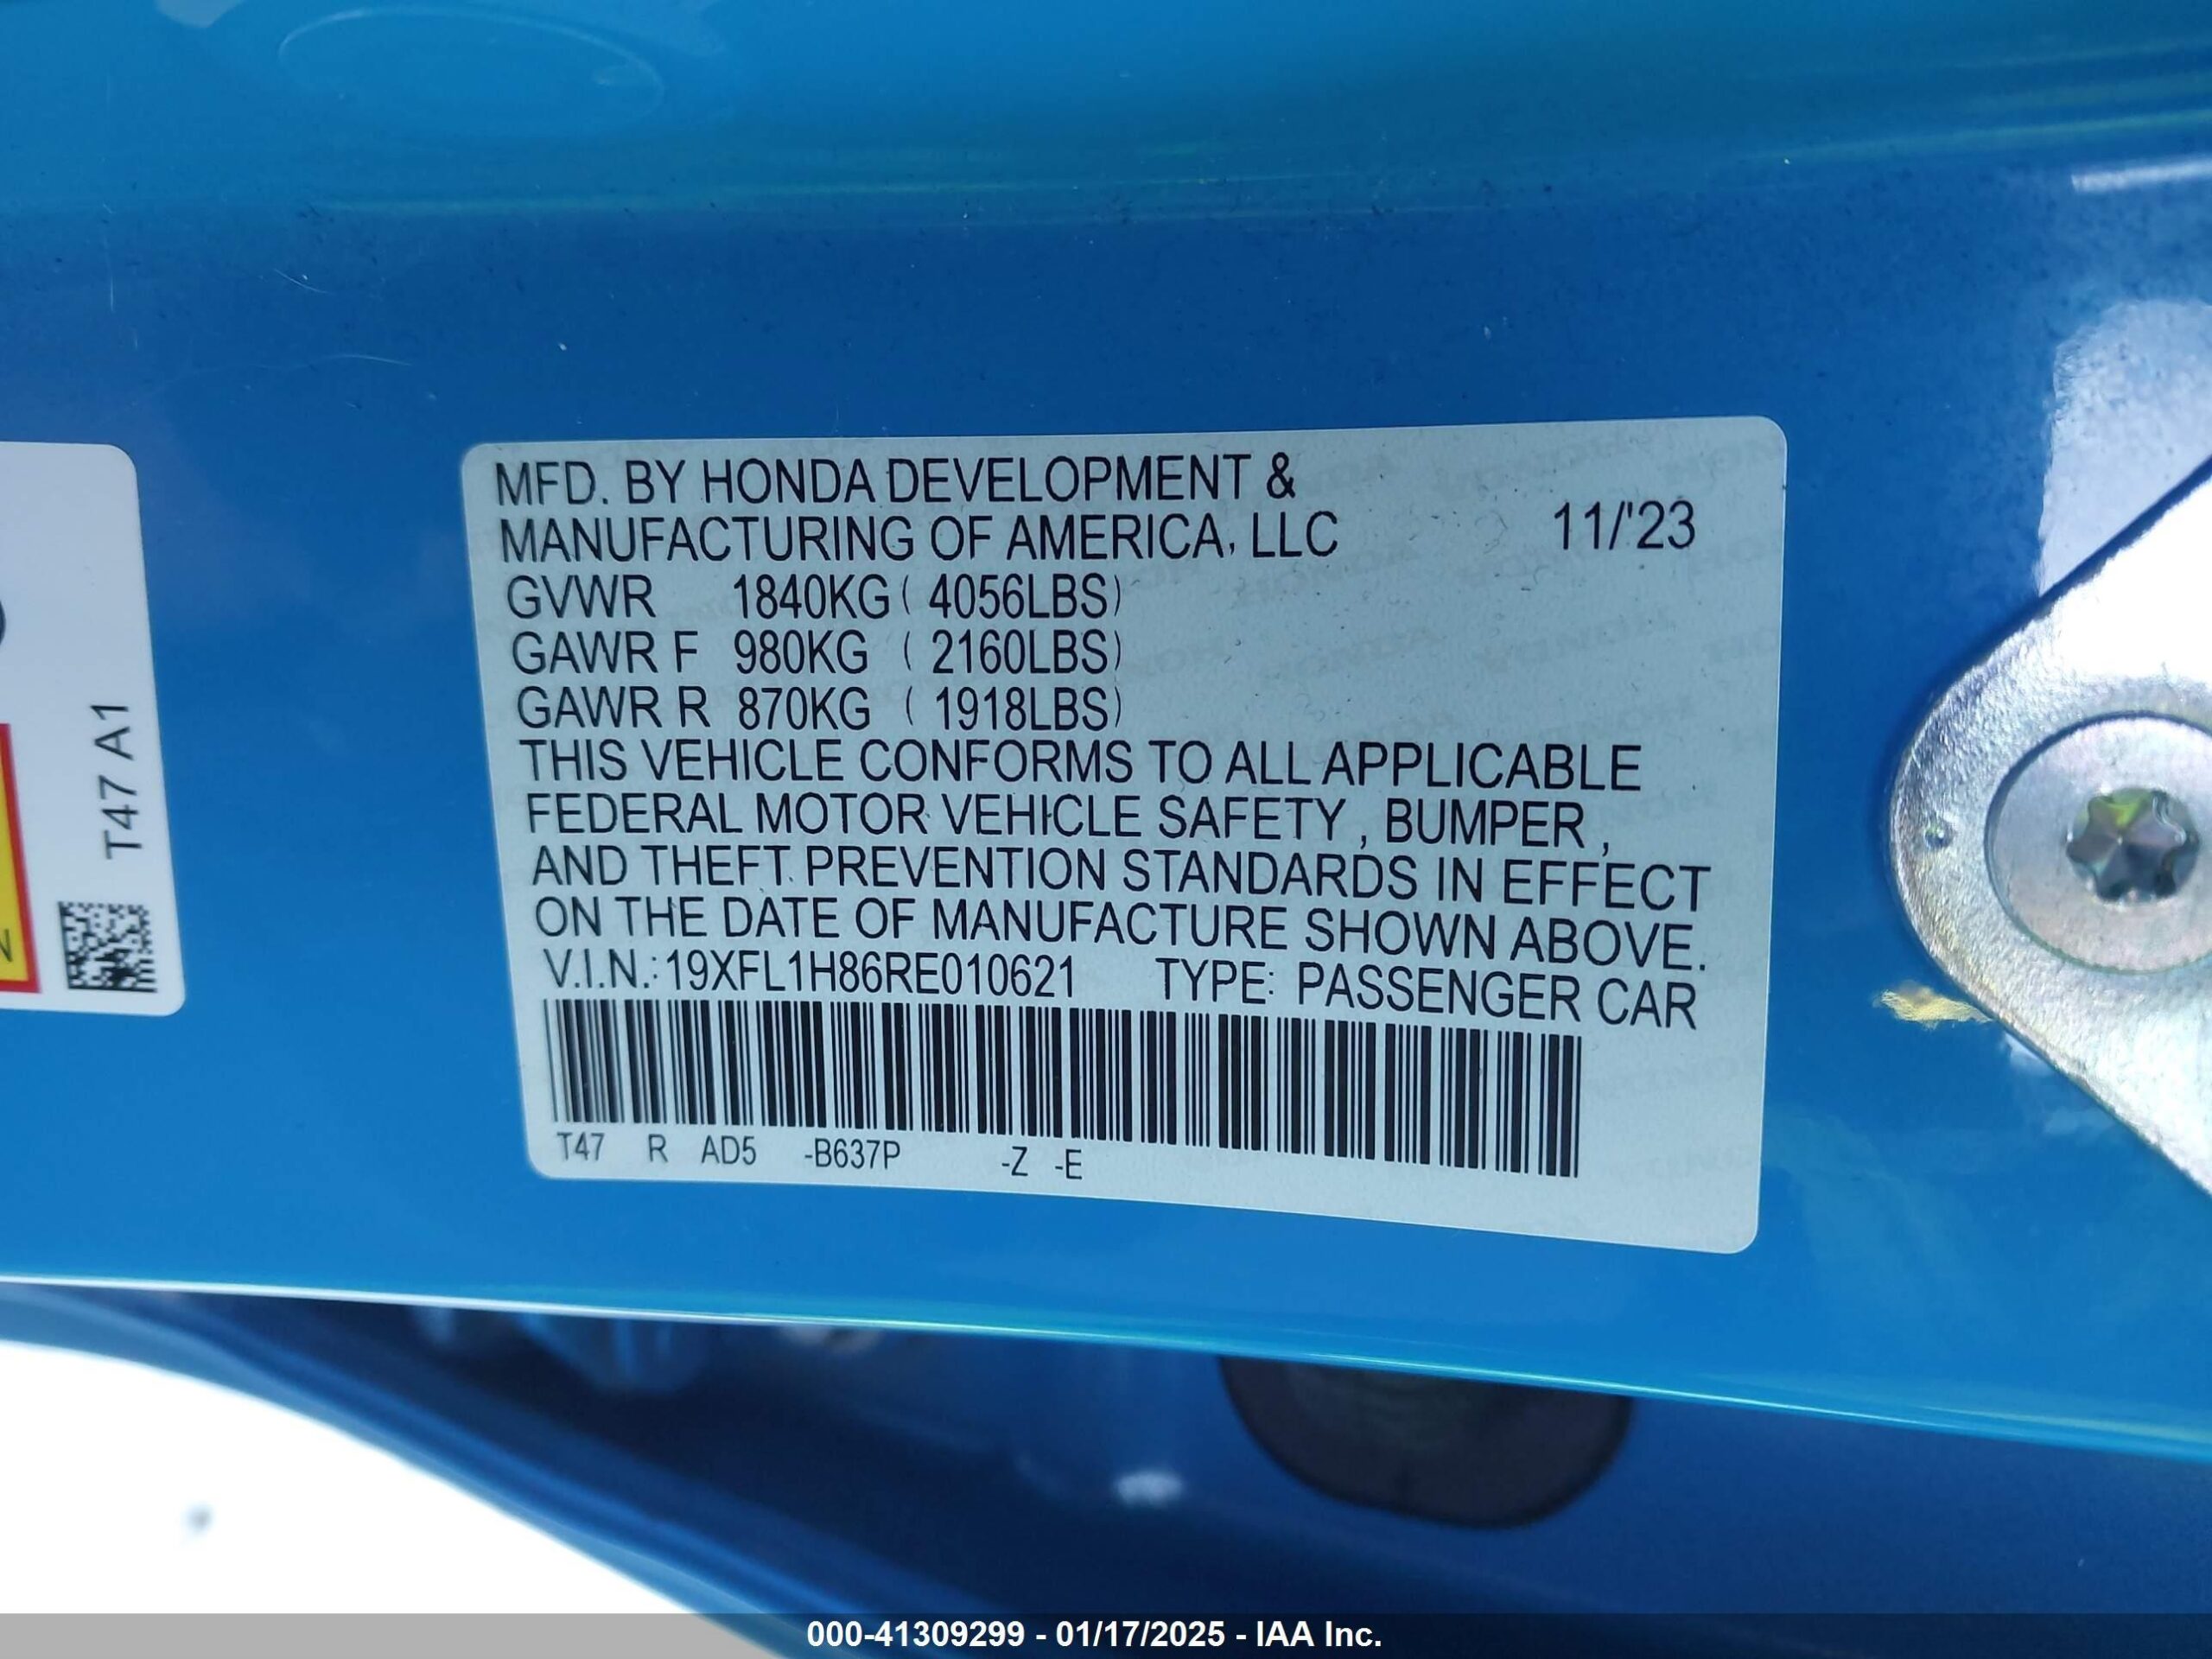 MFD. BY HONDA DEVELOPMENT &
MANUFACTURING OF AMERICA, LLC 11/'23
GVWR 1840KG ( 4056LBS)
GAWR F 980KG ( 2160LBS)
GAWR R 870KG ( 1918LBS)
THIS VEHICLE CONFORMS TO ALL APPLICABLE
FEDERAL MOTOR VEHICLE SAFETY , BUMPER ,
AND THEFT PREVENTION STANDARDS IN EFFECT
ON THE DATE OF MANUFACTURE SHOWN ABOVE.
V.I.N.: 19XFL1H86RE010621 TYPE: PASSENGER CAR
T47 R AD5 -B637P -Z -E
T47 A1
000-41309299 - 01/17/2025 - IAA Inc.